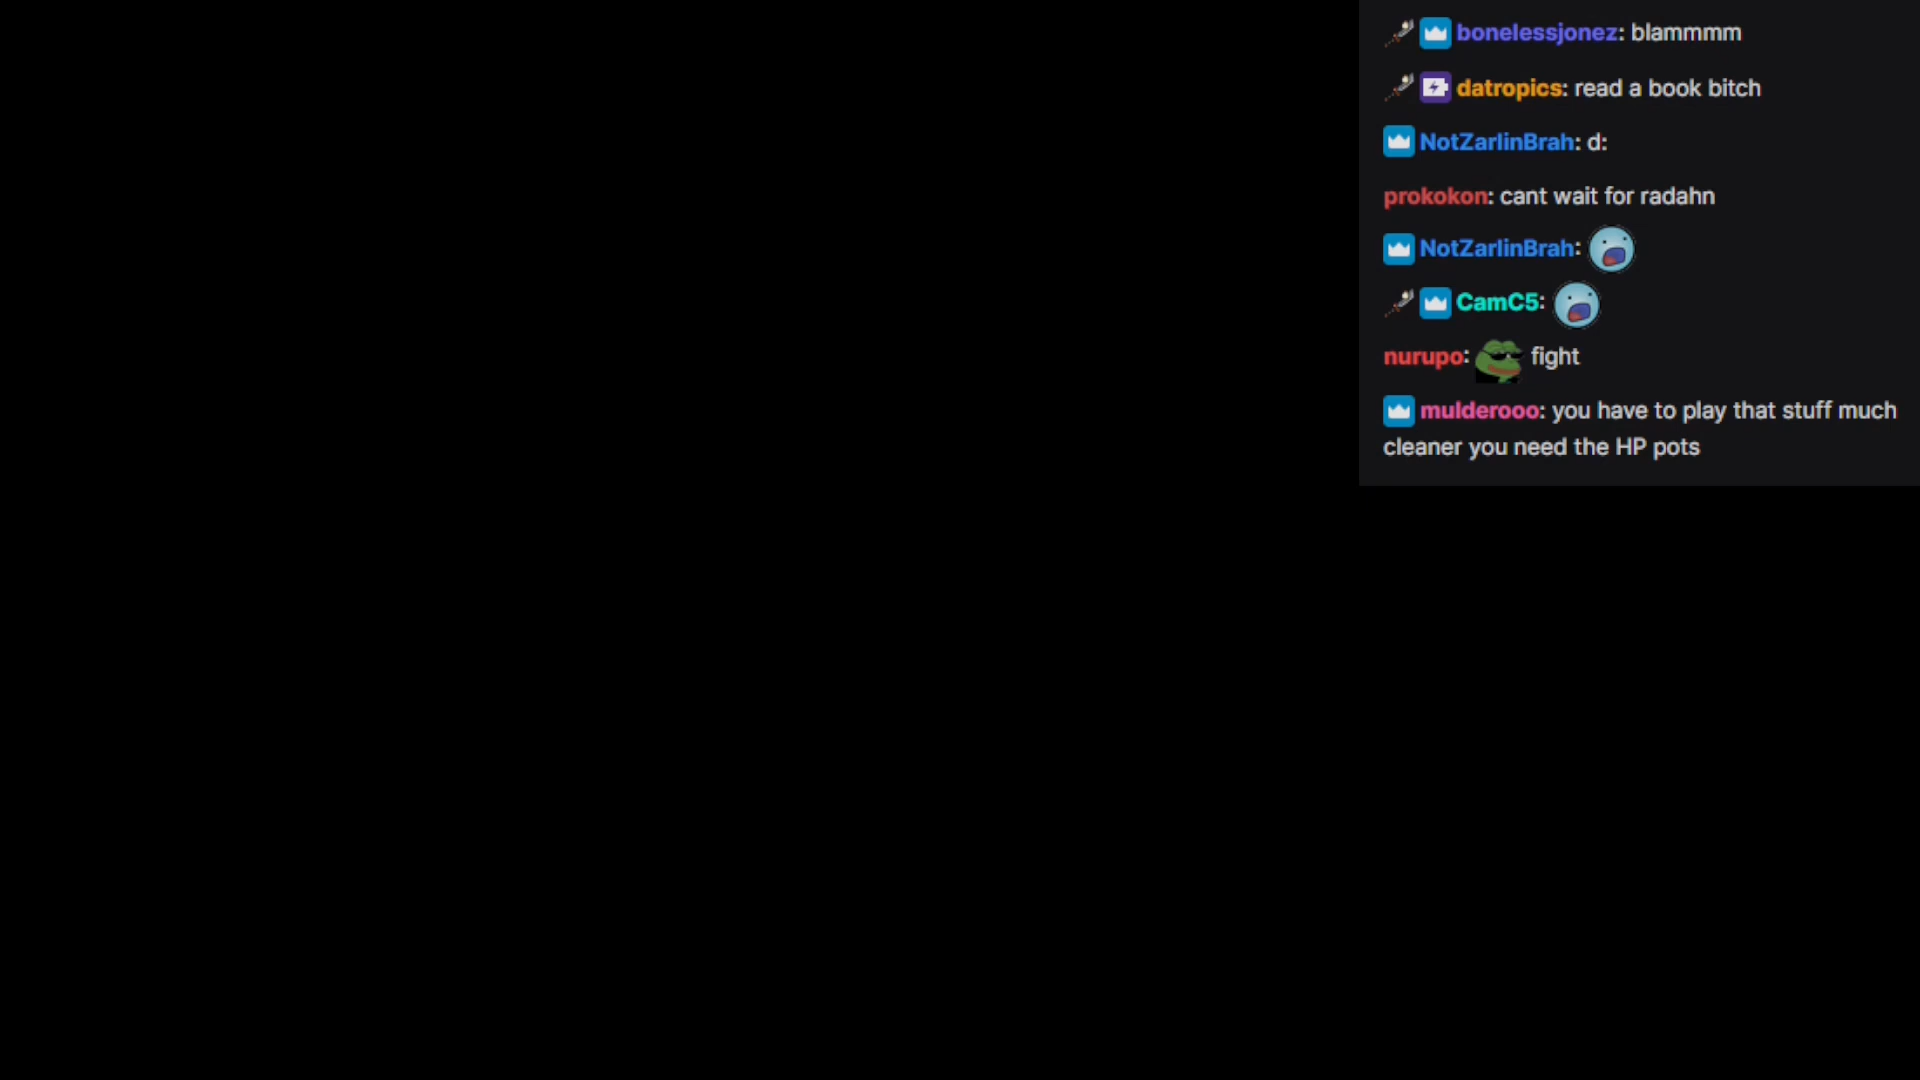 bonelessjonez: blammmm
datropics: read a book bitch
NotZarlinBrah: d:
prokokon: cant wait for radahn
NotZarlinBrah:
CamC5:
nurupo: fight
mulderooo: you have to play that stuff much
cleaner you need the HP pots